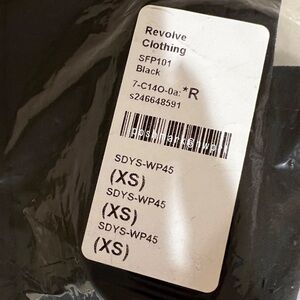 Revolve
Clothing
SFP101
Black
7-C14O-0a: *R
s246648591
SDYS-WP45
(XS)
SDYS-WP45
(XS)
SDYS-WP45
(XS)